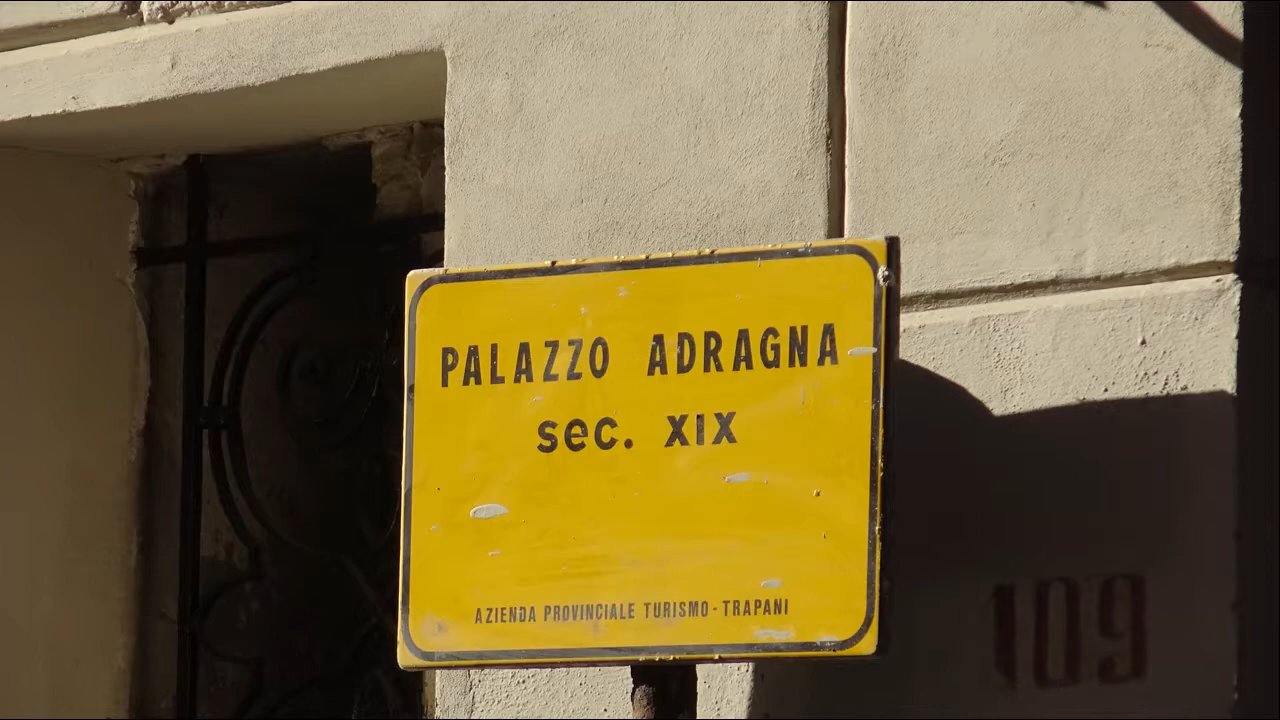 PALAZZO ADRAGNA
sec. XIX
AZIENDA PROVINCIALE TURISMO - TRAPANI
109